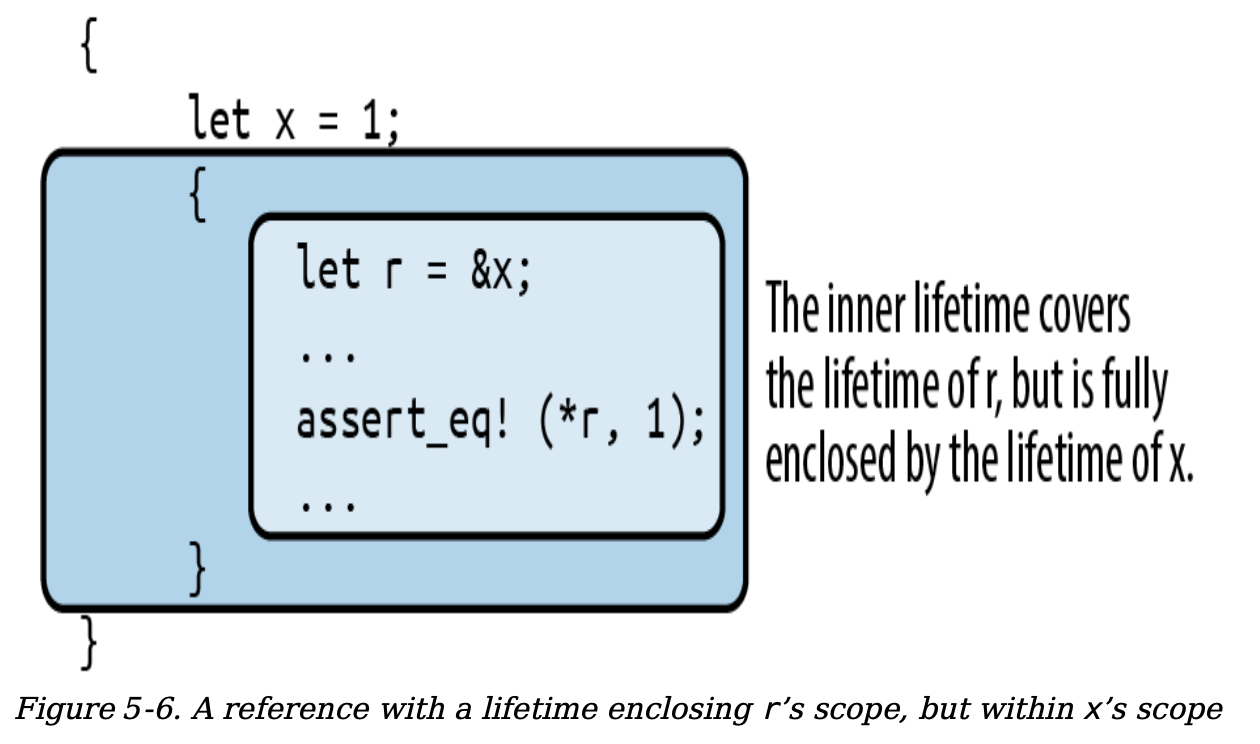 {
let x = 1;
{
let r = &x;
...
assert_eq! (*r, 1);
...
}
}
The inner lifetime covers
the lifetime of r, but is fully
enclosed by the lifetime of x.
Figure 5-6. A reference with a lifetime enclosing r’s scope, but within x’s scope